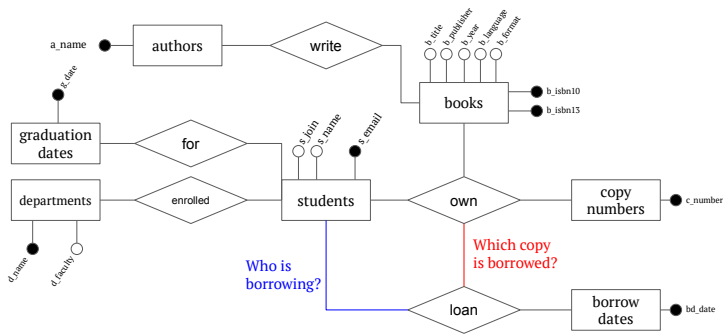 a_name
authors
write
b_title
b_publisher
b_year
b_language
b_format
books
b_isbn10
b_isbn13
g_date
graduation
dates
for
s_join
s_name
s_email
departments
enrolled
students
own
copy
numbers
c_number
d_name
d_faculty
Who is
borrowing?
Which copy
is borrowed?
loan
borrow
dates
bd_date